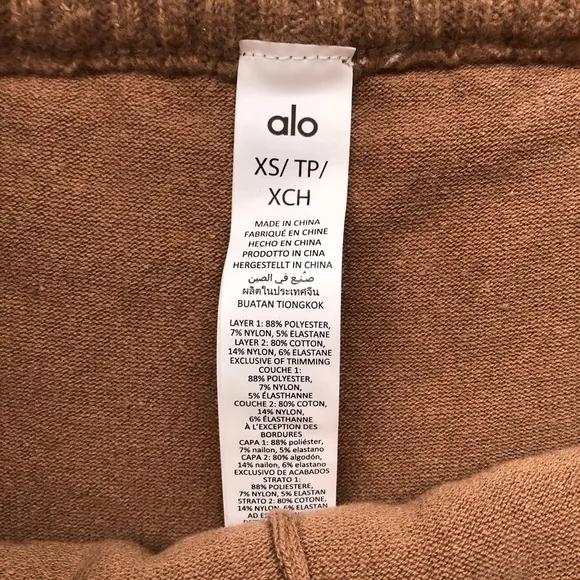 alo
XS/ TP/
XCH
MADE IN CHINA
FABRIQUÉ EN CHINE
HECHO EN CHINA
PRODOTTO IN CINA
HERGESTELLT IN CHINA
صُنِع في الصين
ผลิตในประเทศจีน
BUATAN TIONGKOK
LAYER 1: 88% POLYESTER,
7% NYLON, 5% ELASTANE
LAYER 2: 80% COTTON,
14% NYLON, 6% ELASTANE
EXCLUSIVE OF TRIMMING
COUCHE 1:
88% POLYESTER,
7% NYLON,
5% ÉLASTHANNE
COUCHE 2: 80% COTON,
14% NYLON,
6% ÉLASTHANNE
À L'EXCEPTION DES
BORDURES
CAPA 1: 88% poliéster,
7% nailon, 5% elastano
CAPA 2: 80% algodón,
14% nailon, 6% elastano
EXCLUSIVO DE ACABADOS
STRATO 1:
88% POLYESTER,
7% NYLON, 5% ELASTAN
STRATO 2: 80% COTONE,
14% NYLON, 6% ELASTAN
AD